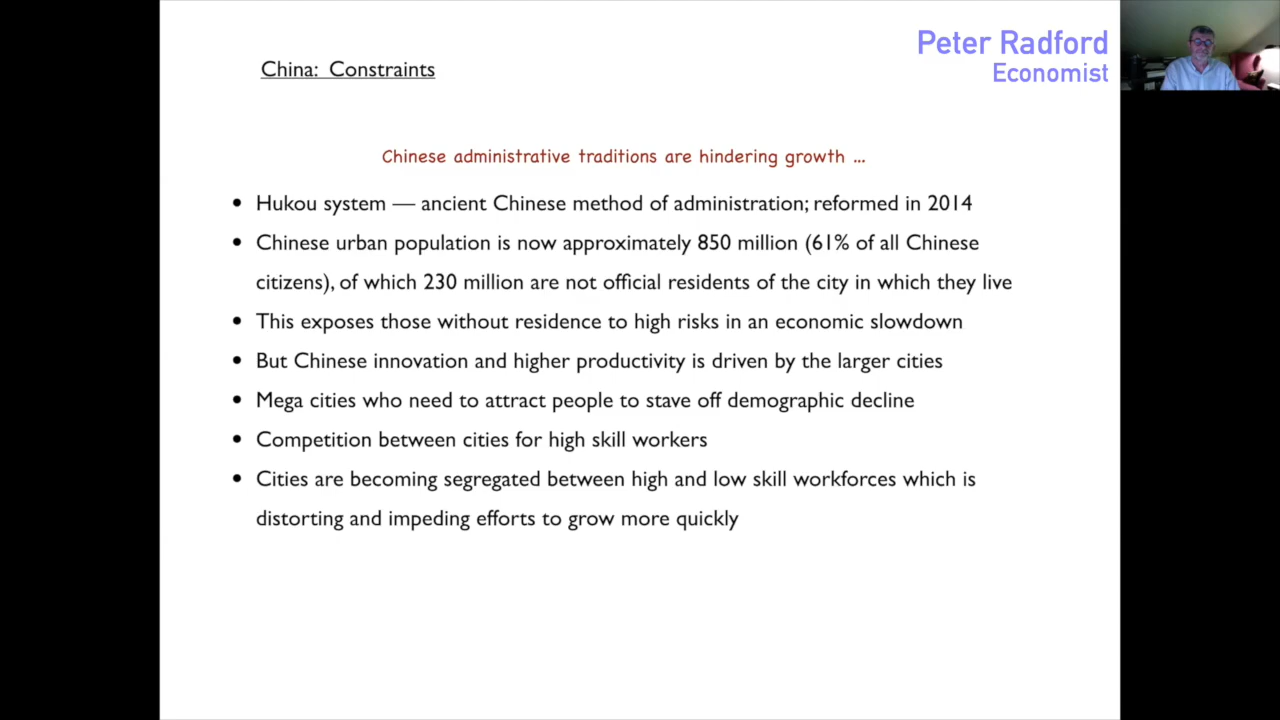 Peter Radford
Economist
China: Constraints
Chinese administrative traditions are hindering growth ...
• Hukou system — ancient Chinese method of administration; reformed in 2014
• Chinese urban population is now approximately 850 million (61% of all Chinese
citizens), of which 230 million are not official residents of the city in which they live
• This exposes those without residence to high risks in an economic slowdown
• But Chinese innovation and higher productivity is driven by the larger cities
• Mega cities who need to attract people to stave off demographic decline
• Competition between cities for high skill workers
• Cities are becoming segregated between high and low skill workforces which is
distorting and impeding efforts to grow more quickly